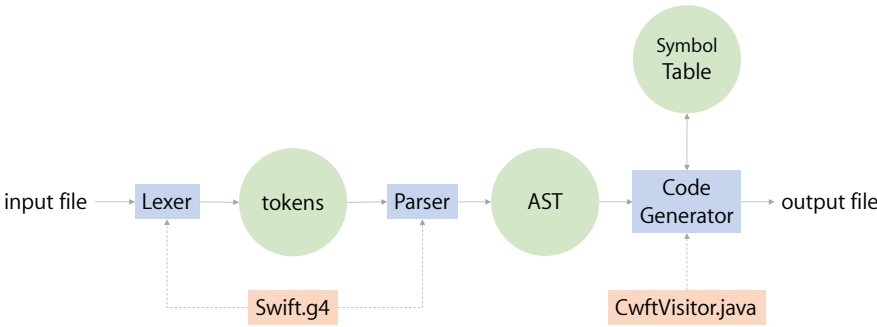 Symbol
Table
input file
Lexer
tokens
Parser
AST
Code
Generator
output file
Swift.g4
CwftVisitor.java